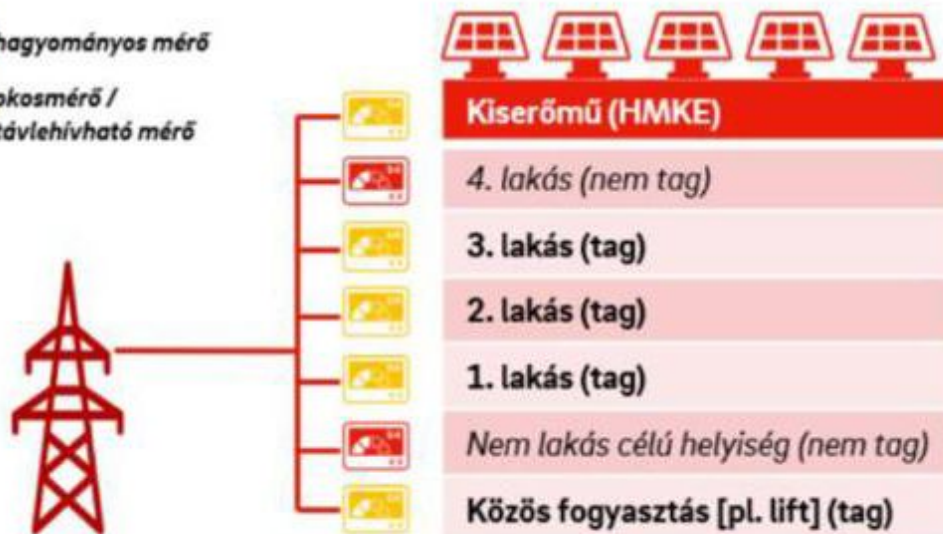 hagyományos mérő
okosmérő /
távlehívható mérő
Kiserőmű (HMKE)
4. lakás (nem tag)
3. lakás (tag)
2. lakás (tag)
1. lakás (tag)
Nem lakás célú helyiség (nem tag)
Közös fogyasztás [pl. lift] (tag)